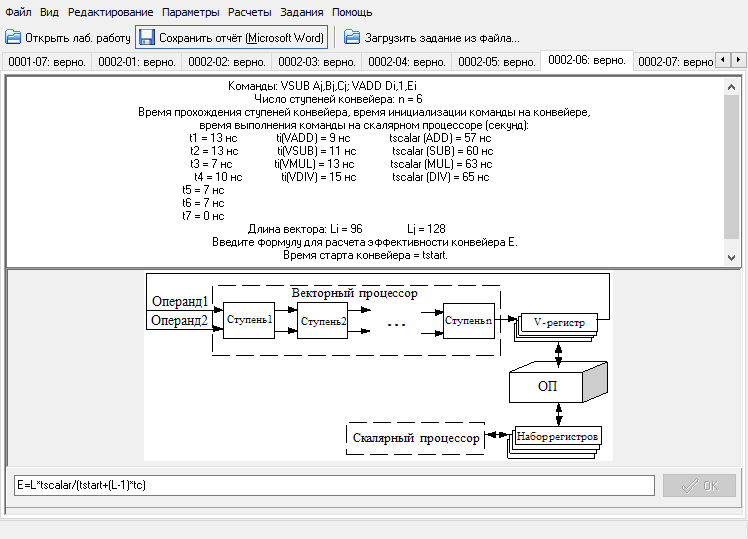 Файл Вид Редактирование Параметры Расчеты Задания Помощь
Открыть лаб. работу Сохранить отчёт (Microsoft Word) Загрузить задание из файла...
0001-07: верно. 0002-01: верно. 0002-02: верно. 0002-03: верно. 0002-04: верно. 0002-05: верно. 0002-06: верно. 0002-07: верно
Команды: VSUB Aj,Bj,Cj; VADD Di,1,Ei
Число ступеней конвейера: n = 6
Время прохождения ступеней конвейера, время инициализации команды на конвейере,
время выполнения команды на скалярном процессоре (секунд):
t1 = 13 нс ti(VADD) = 9 нс tscalar (ADD) = 57 нс
t2 = 13 нс ti(VSUB) = 11 нс tscalar (SUB) = 60 нс
t3 = 7 нс ti(VMUL) = 13 нс tscalar (MUL) = 63 нс
t4 = 10 нс ti(VDIV) = 15 нс tscalar (DIV) = 65 нс
t5 = 7 нс
t6 = 7 нс
t7 = 0 нс
Длина вектора: Li = 96 Lj = 128
Введите формулу для расчета эффективности конвейера E.
Время старта конвейера = tstart.
Векторный процессор
Операнд1
Операнд2
Ступень1 Ступень2 ... Ступеньn
V-регистр
ОП
Скалярный процессор
Наборрегистров
E=L*tscalar/(tstart+(L-1)*tc)
OK